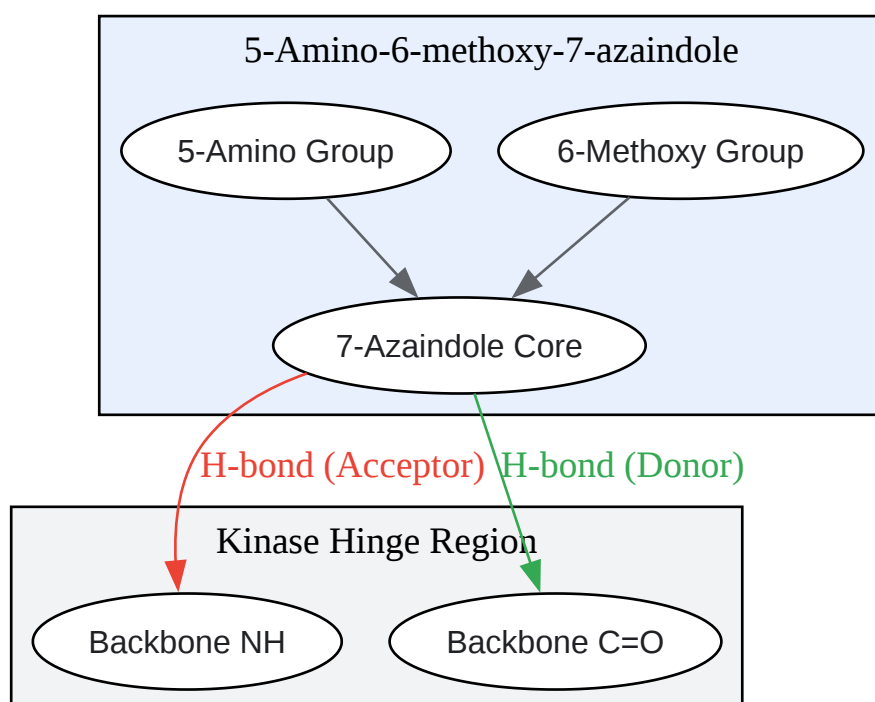 5-Amino-6-methoxy-7-azaindole
5-Amino Group
6-Methoxy Group
7-Azaindole Core
H-bond (Acceptor)
H-bond (Donor)
Kinase Hinge Region
Backbone NH
Backbone C=O